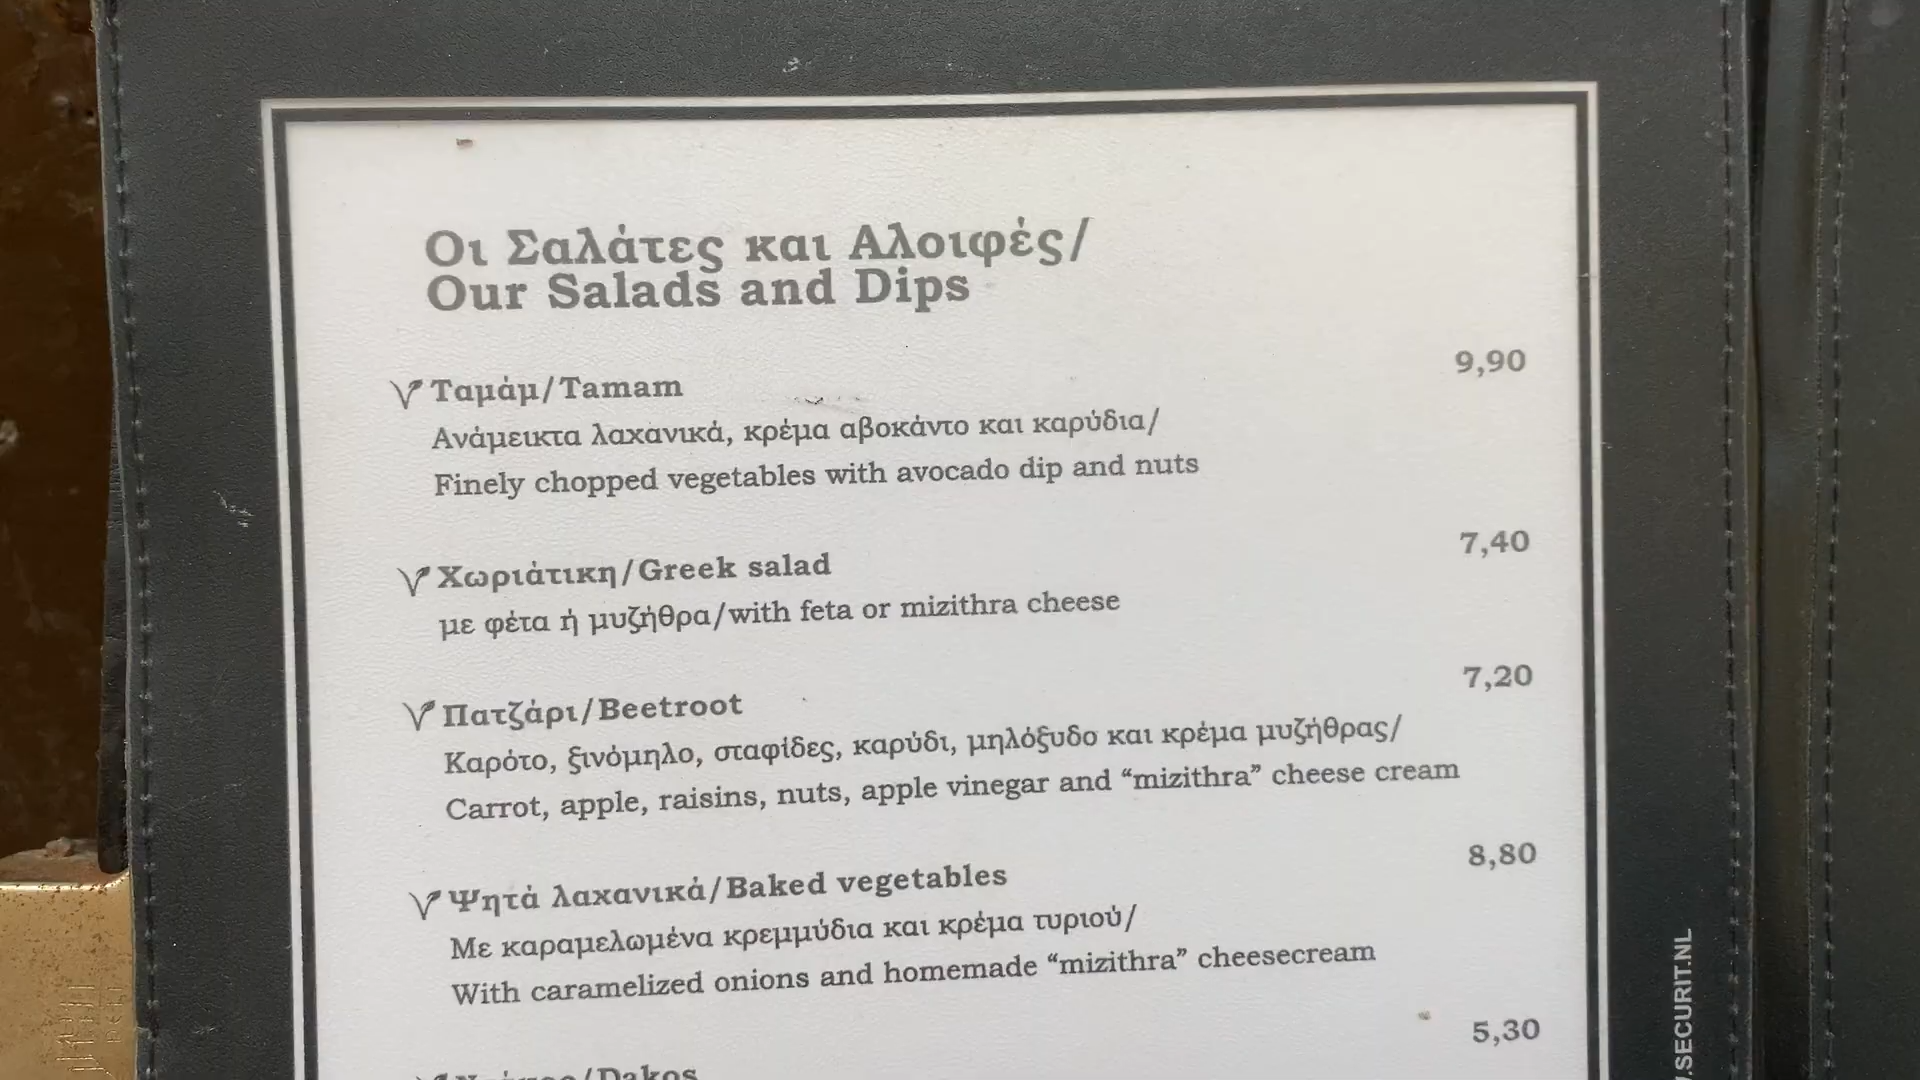 Οι Σαλάτες και Αλοιφές/
Our Salads and Dips
Ταμάμ/Tamam 9,90
Ανάμεικτα λαχανικά, κρέμα αβοκάντο και καρύδια/
Finely chopped vegetables with avocado dip and nuts
Χωριάτικη/Greek salad 7,40
με φέτα ή μυζήθρα/with feta or mizithra cheese
Πατζάρι/Beetroot 7,20
Καρότο, ξινόμηλο, σταφίδες, καρύδι, μηλόξυδο και κρέμα μυζήθρας/
Carrot, apple, raisins, nuts, apple vinegar and “mizithra” cheese cream
Ψητά λαχανικά/Baked vegetables 8,80
Με καραμελωμένα κρεμμύδια και κρέμα τυριού/
With caramelized onions and homemade “mizithra” cheesecream
/Dakos 5,30
.SECURIT.NL